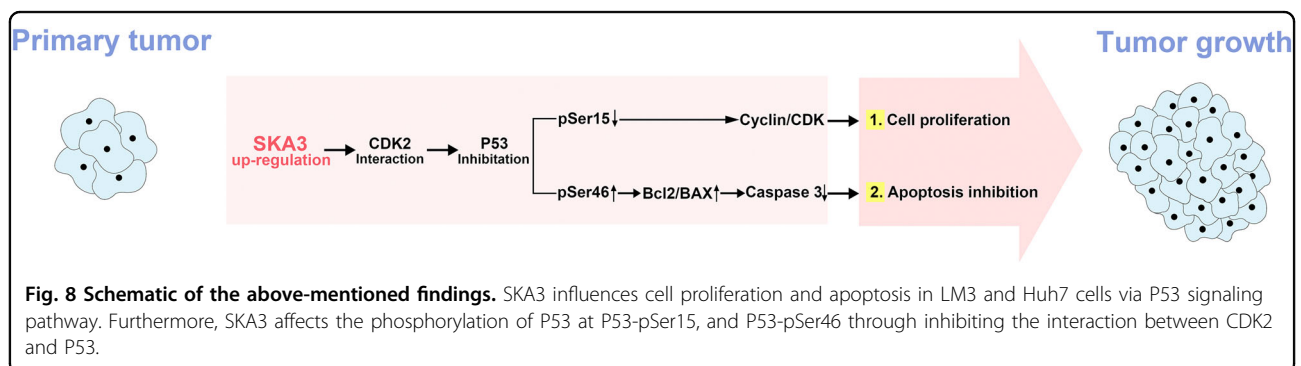 Primary tumor
Tumor growth
SKA3
up-regulation
CDK2
Interaction
P53
Inhibitation
pSer15↓
Cyclin/CDK
1. Cell proliferation
pSer46↑
Bcl2/BAX↑
Caspase 3↓
2. Apoptosis inhibition
Fig. 8 Schematic of the above-mentioned findings. SKA3 influences cell proliferation and apoptosis in LM3 and Huh7 cells via P53 signaling
pathway. Furthermore, SKA3 affects the phosphorylation of P53 at P53-pSer15, and P53-pSer46 through inhibiting the interaction between CDK2
and P53.